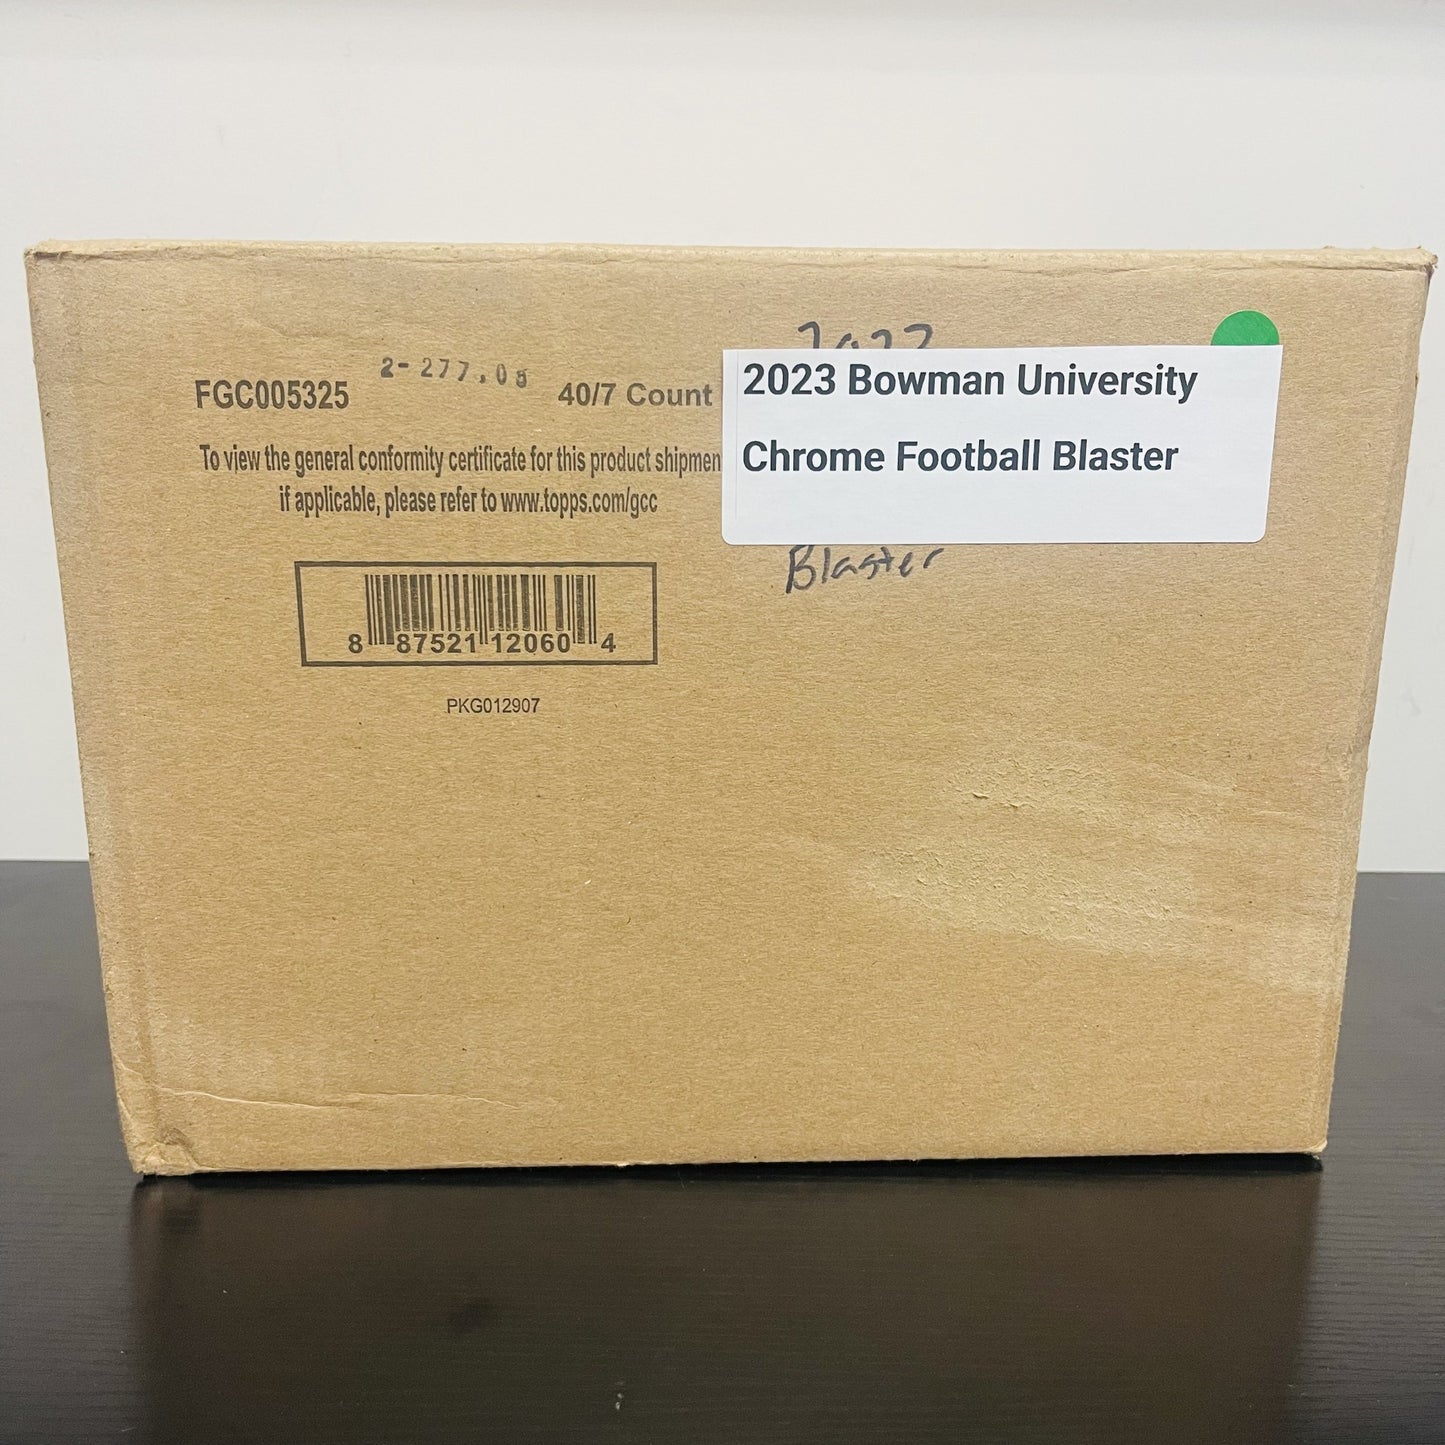 2-277.08
FGC005325 40/7 Count
To view the general conformity certificate for this product shipmen
if applicable, please refer to www.topps.com/gcc
8 87521 12060 4
PKG012907
2023 Bowman University
Chrome Football Blaster
Blaster